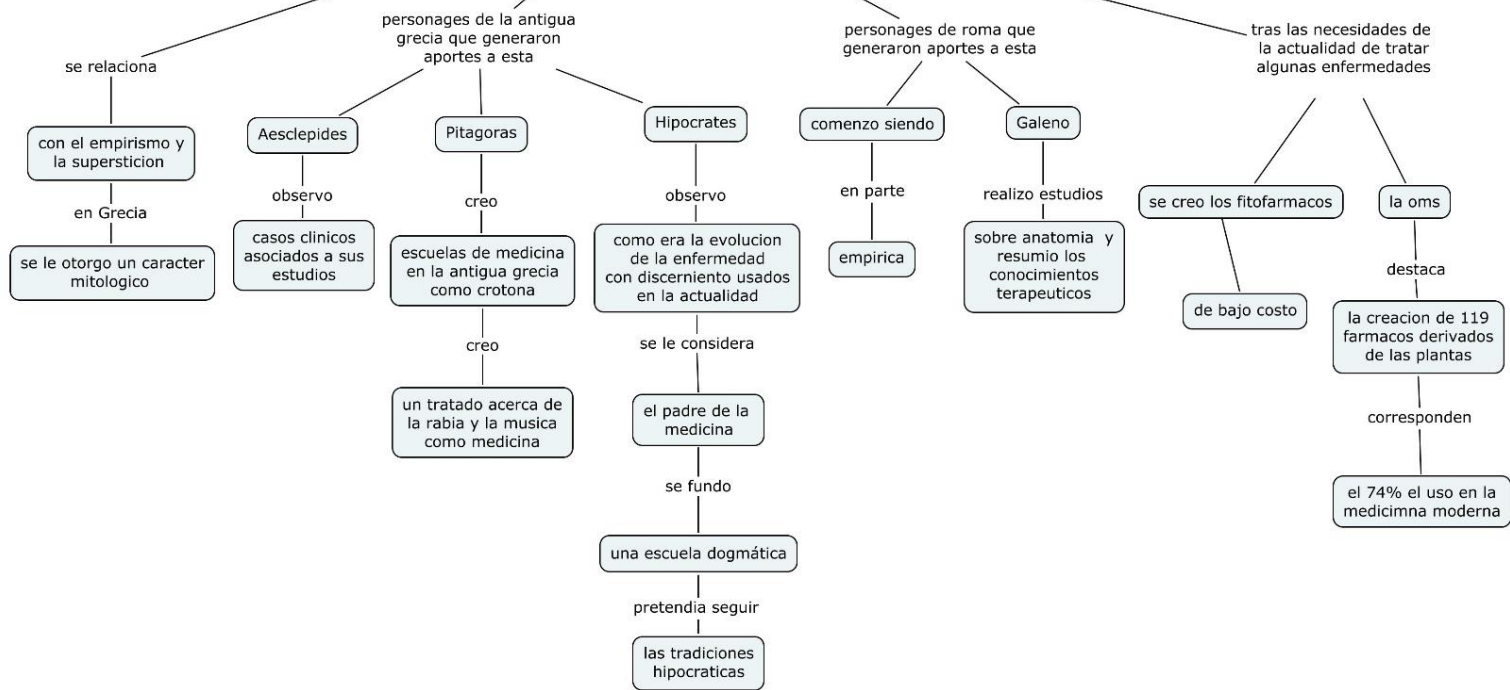 se relaciona
con el empirismo y
la supersticion
en Grecia
se le otorgo un caracter
mitologico
personages de la antigua
grecia que generaron
aportes a esta
Aesclepides
observo
casos clinicos
asociados a sus
estudios
Pitagoras
creo
escuelas de medicina
en la antigua grecia
como crotona
creo
un tratado acerca de
la rabia y la musica
como medicina
Hipocrates
observo
como era la evolucion
de la enfermedad
con discerniento usados
en la actualidad
se le considera
el padre de la
medicina
se fundo
una escuela dogmática
pretendia seguir
las tradiciones
hipocraticas
personages de roma que
generaron aportes a esta
comenzo siendo
en parte
empirica
Galeno
realizo estudios
sobre anatomia y
resumio los
conocimientos
terapeuticos
tras las necesidades de
la actualidad de tratar
algunas enfermedades
se creo los fitofarmacos
de bajo costo
la oms
destaca
la creacion de 119
farmacos derivados
de las plantas
corresponden
el 74% el uso en la
medicimna moderna